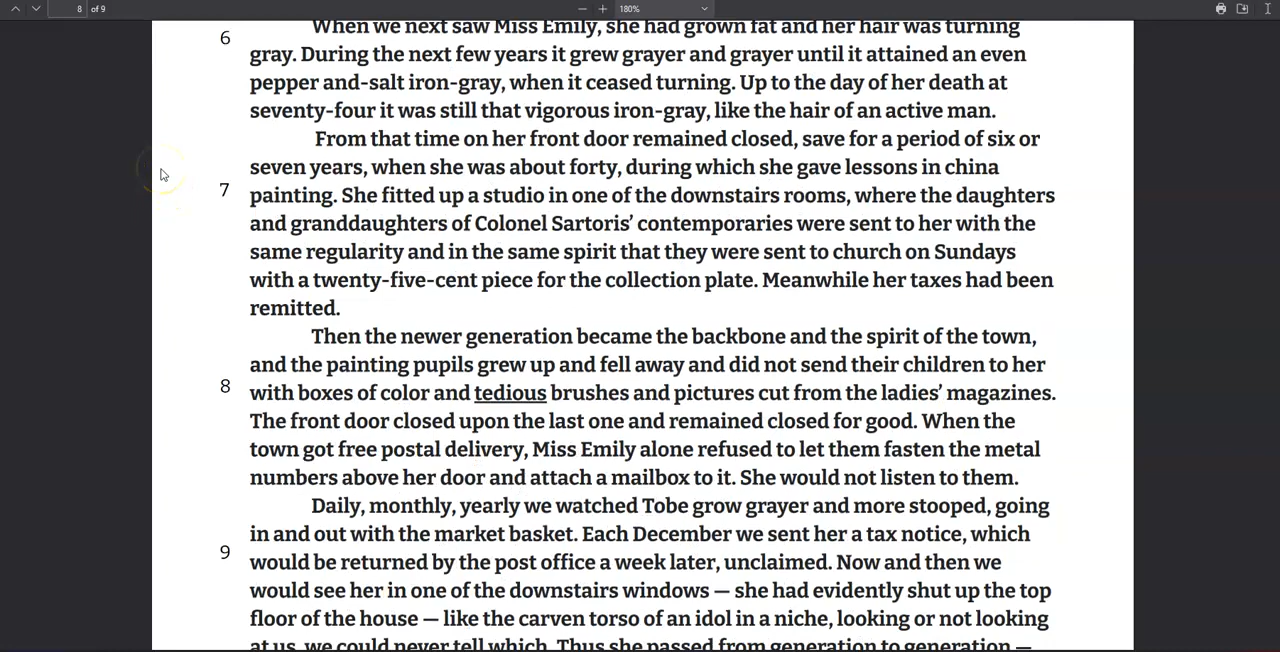 8 of 9
180%
When we next saw Miss Emily, she had grown fat and her hair was turning
6
gray. During the next few years it grew grayer and grayer until it attained an even
pepper and-salt iron-gray, when it ceased turning. Up to the day of her death at
seventy-four it was still that vigorous iron-gray, like the hair of an active man.
From that time on her front door remained closed, save for a period of six or
seven years, when she was about forty, during which she gave lessons in china
7
painting. She fitted up a studio in one of the downstairs rooms, where the daughters
and granddaughters of Colonel Sartoris’ contemporaries were sent to her with the
same regularity and in the same spirit that they were sent to church on Sundays
with a twenty-five-cent piece for the collection plate. Meanwhile her taxes had been
remitted.
Then the newer generation became the backbone and the spirit of the town,
and the painting pupils grew up and fell away and did not send their children to her
8
with boxes of color and tedious brushes and pictures cut from the ladies’ magazines.
The front door closed upon the last one and remained closed for good. When the
town got free postal delivery, Miss Emily alone refused to let them fasten the metal
numbers above her door and attach a mailbox to it. She would not listen to them.
Daily, monthly, yearly we watched Tobe grow grayer and more stooped, going
in and out with the market basket. Each December we sent her a tax notice, which
9
would be returned by the post office a week later, unclaimed. Now and then we
would see her in one of the downstairs windows — she had evidently shut up the top
floor of the house — like the carven torso of an idol in a niche, looking or not looking
at us, we could never tell which. Thus she passed from generation to generation —